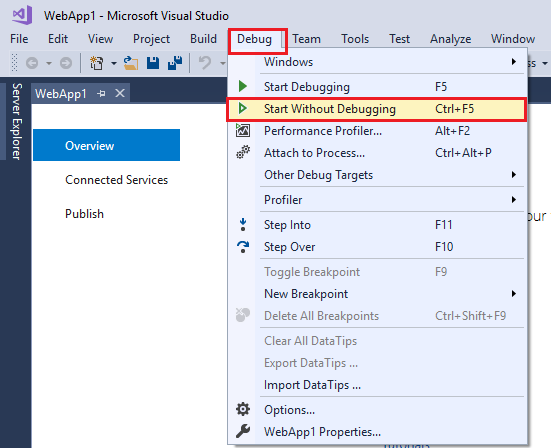 WebApp1 - Microsoft Visual Studio
File Edit View Project Build Debug Team Tools Test Analyze Window
Server Explorer
WebApp1
Overview
Connected Services
Publish
Windows
Start Debugging F5
Start Without Debugging Ctrl+F5
Performance Profiler... Alt+F2
Attach to Process... Ctrl+Alt+P
Other Debug Targets
Profiler
our
Step Into F11
Step Over F10
Toggle Breakpoint F9
New Breakpoint
Delete All Breakpoints Ctrl+Shift+F9
Clear All DataTips
Export DataTips ...
Import DataTips ...
Options...
WebApp1 Properties...